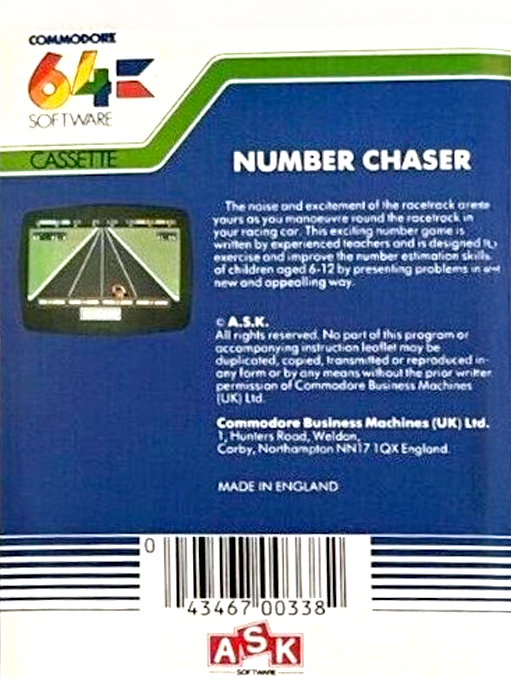 COMMODORE
64
SOFTWARE
CASSETTE
NUMBER CHASER
The noise and excitement of the racetrack are
yours as you manoeuvre round the racetrack in
your racing car. This exciting number game is
written by experienced teachers and is designed to
exercise and improve the number estimation skills
of children aged 6-12 by presenting problems in
new and appealling way.
© A.S.K.
All rights reserved. No part of this program or
accompanying instruction leaflet may be
duplicated, copied, transmitted or reproduced in
any form or by any means without the prior written
permission of Commodore Business Machines
(UK) Ltd.
Commodore Business Machines (UK) Ltd.
1, Hunters Road, Weldon,
Corby, Northampton NN17 1QX England.
MADE IN ENGLAND
0 43467 00338
ASK
SOFTWARE